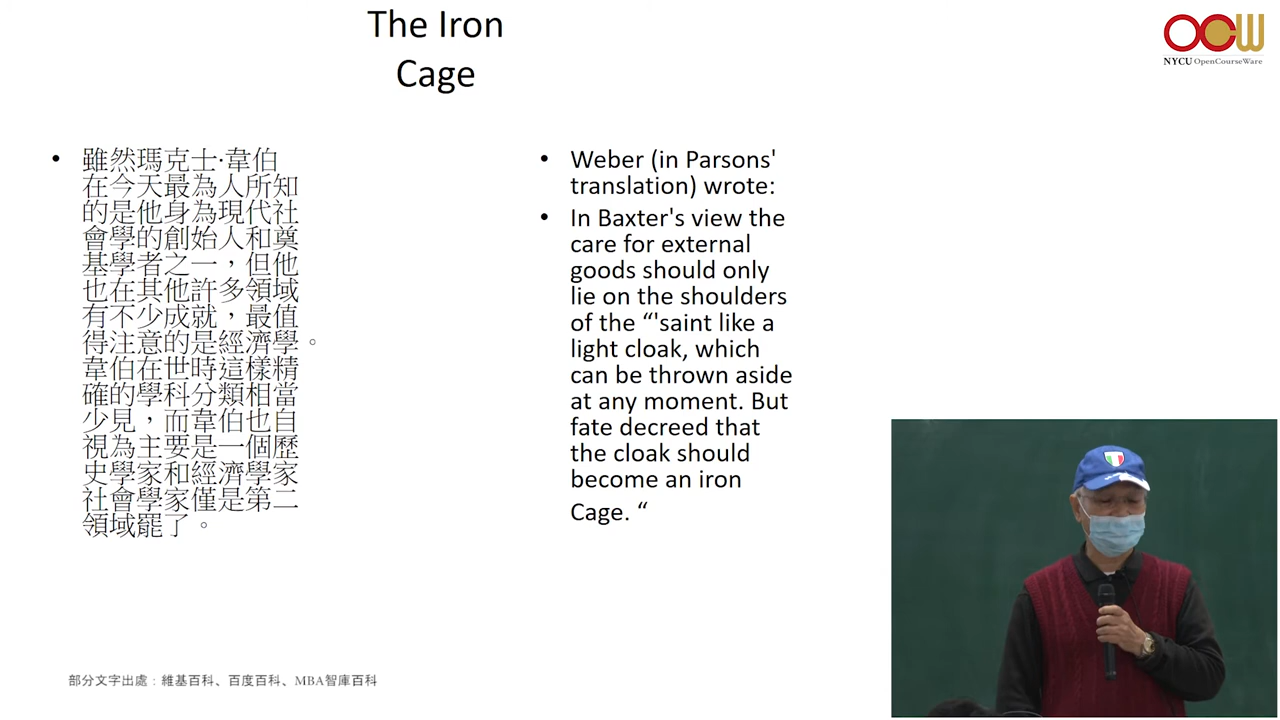 The Iron
Cage
OCW
NYCU OpenCourseWare
• 雖然瑪克士·韋伯
在今天最為人所知
的是他身為現代社
會學的創始人和奠
基學者之一，但他
也在其他許多領域
有不少成就，最值
得注意的是經濟學。
韋伯在世時這樣精
確的學科分類相當
少見，而韋伯也自
視為主要是一個歷
史學家和經濟學家
社會學家僅是第二
領域罷了。
• Weber (in Parsons'
translation) wrote:
• In Baxter's view the
care for external
goods should only
lie on the shoulders
of the “'saint like a
light cloak, which
can be thrown aside
at any moment. But
fate decreed that
the cloak should
become an iron
Cage. “
部分文字出處：維基百科、百度百科、MBA智庫百科